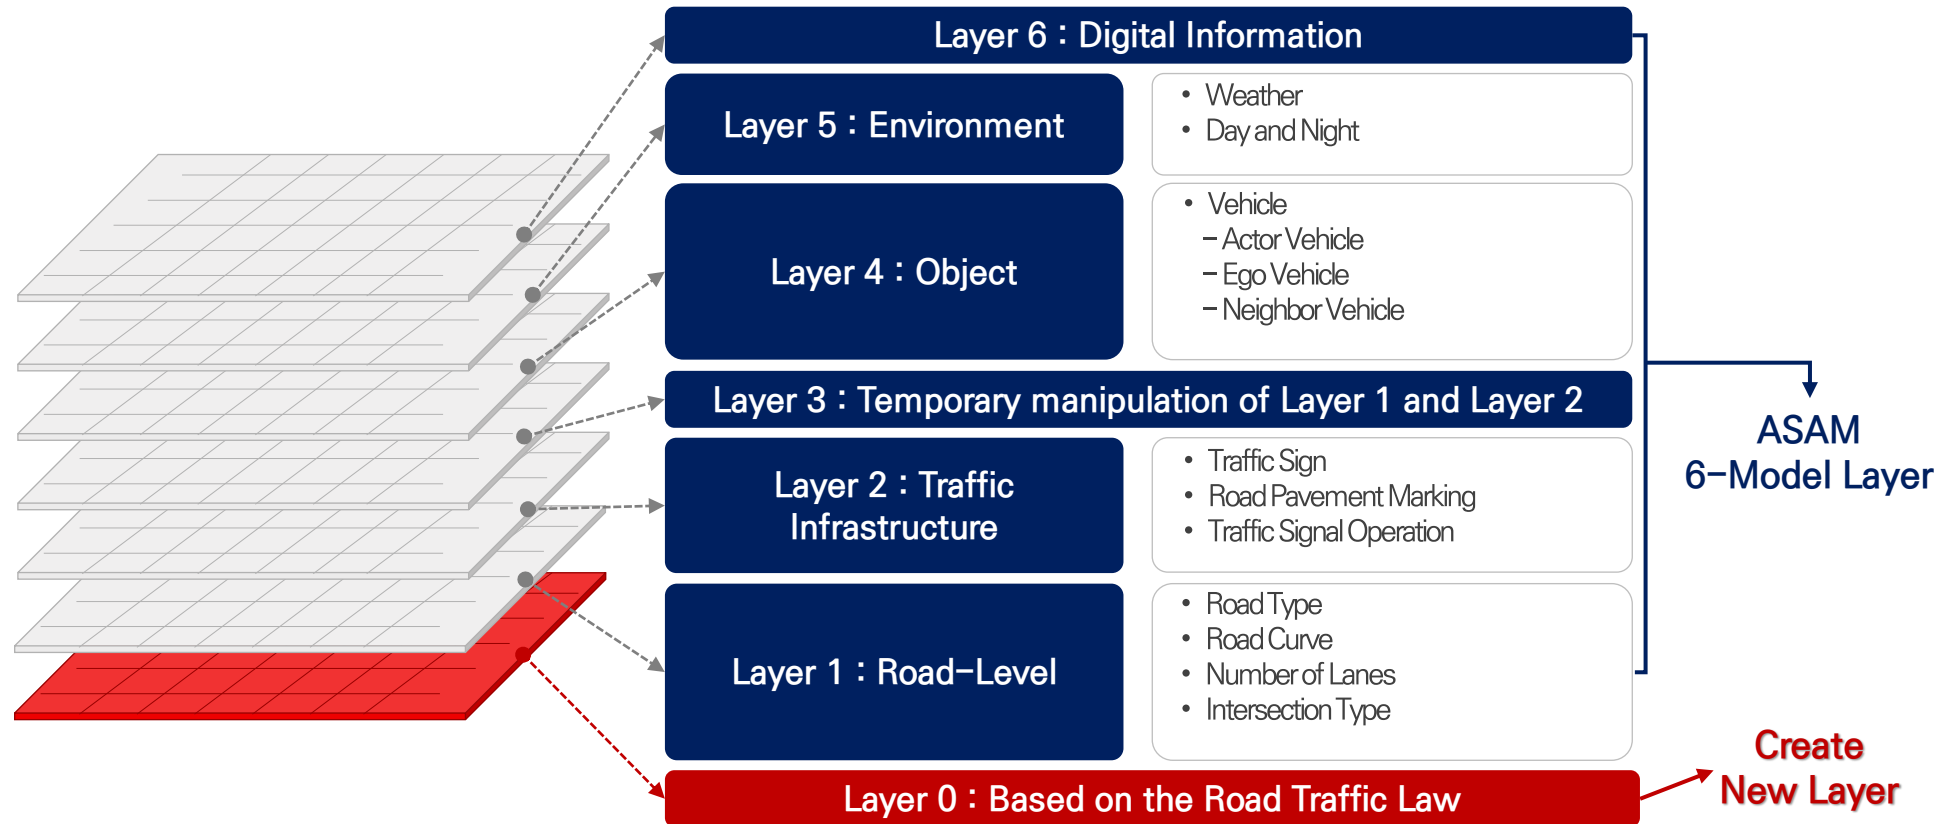 Layer 6 : Digital Information
Layer 5 : Environment
• Weather
• Day and Night
Layer 4 : Object
• Vehicle
– Actor Vehicle
– Ego Vehicle
– Neighbor Vehicle
Layer 3 : Temporary manipulation of Layer 1 and Layer 2
Layer 2 : Traffic
Infrastructure
• Traffic Sign
• Road Pavement Marking
• Traffic Signal Operation
Layer 1 : Road-Level
• Road Type
• Road Curve
• Number of Lanes
• Intersection Type
Layer 0 : Based on the Road Traffic Law
ASAM
6-Model Layer
Create
New Layer